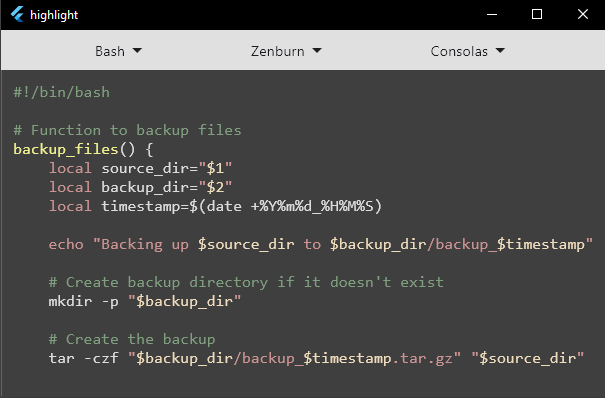 highlight
Bash Zenburn Consolas
#!/bin/bash
# Function to backup files
backup_files() {
    local source_dir="$1"
    local backup_dir="$2"
    local timestamp=$(date +%Y%m%d_%H%M%S)
    echo "Backing up $source_dir to $backup_dir/backup_$timestamp"
    # Create backup directory if it doesn't exist
    mkdir -p "$backup_dir"
    # Create the backup
    tar -czf "$backup_dir/backup_$timestamp.tar.gz" "$source_dir"